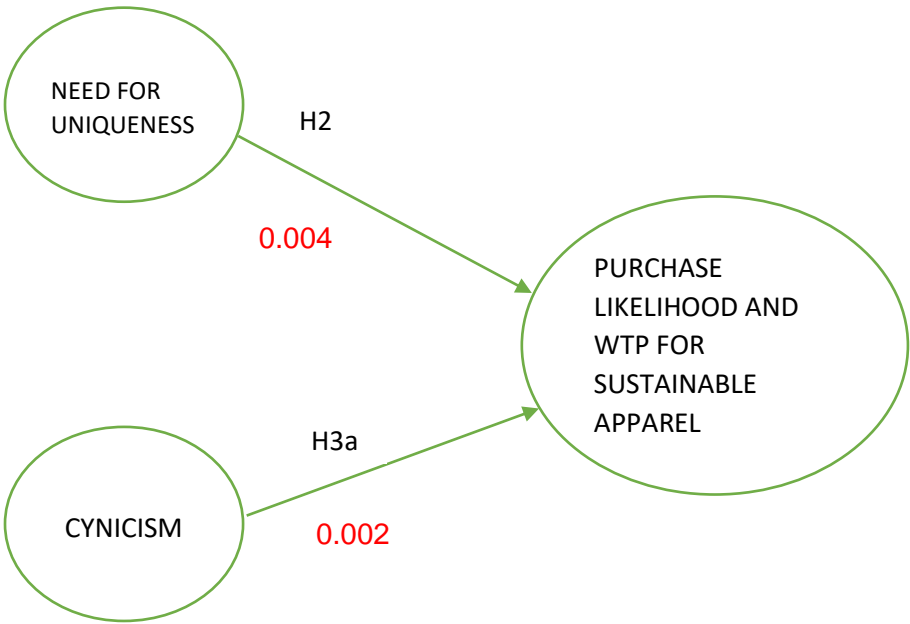 NEED FOR
UNIQUENESS
H2
0.004
PURCHASE
LIKELIHOOD AND
WTP FOR
SUSTAINABLE
APPAREL
H3a
CYNICISM
0.002